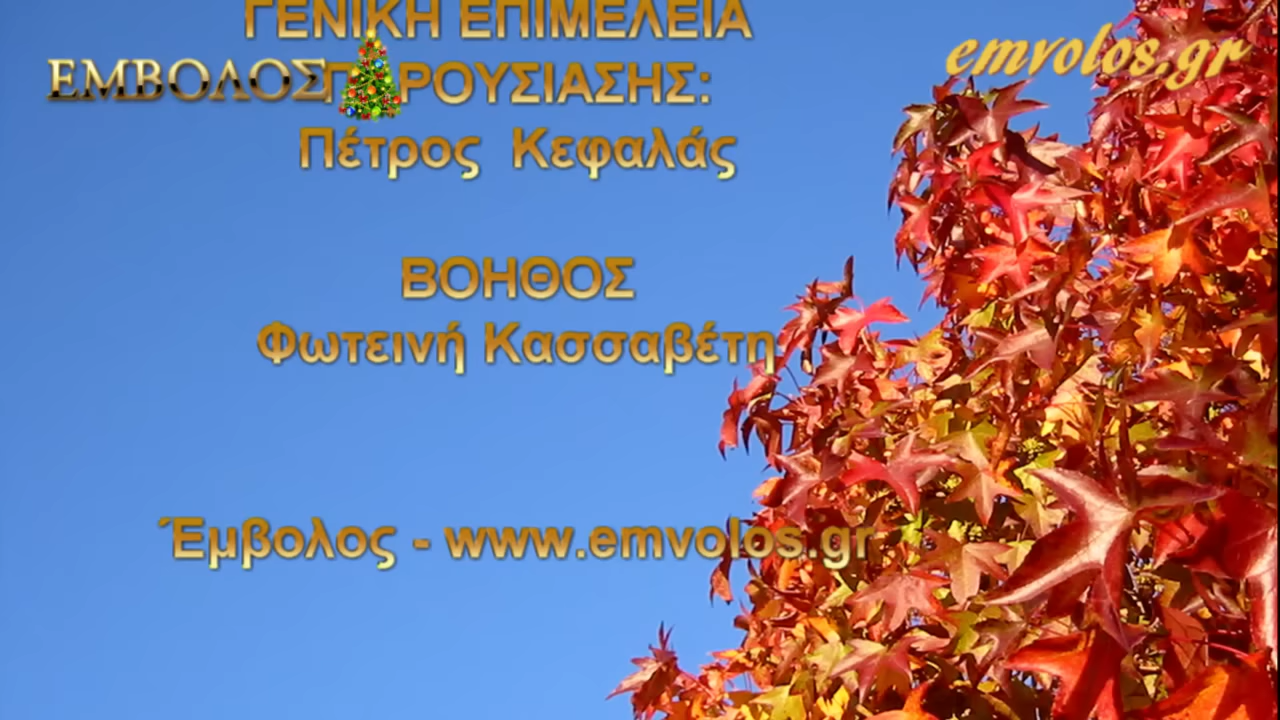 ΓΕΝΙΚΗ ΕΠΙΜΕΛΕΙΑ
emvolos.gr
ΕΜΒΟΛΟΣ
ΠΑΡΟΥΣΙΑΣΗΣ:
Πέτρος Κεφαλάς
ΒΟΗΘΟΣ
Φωτεινή Κασσαβέτη
Έμβολος - www.emvolos.gr